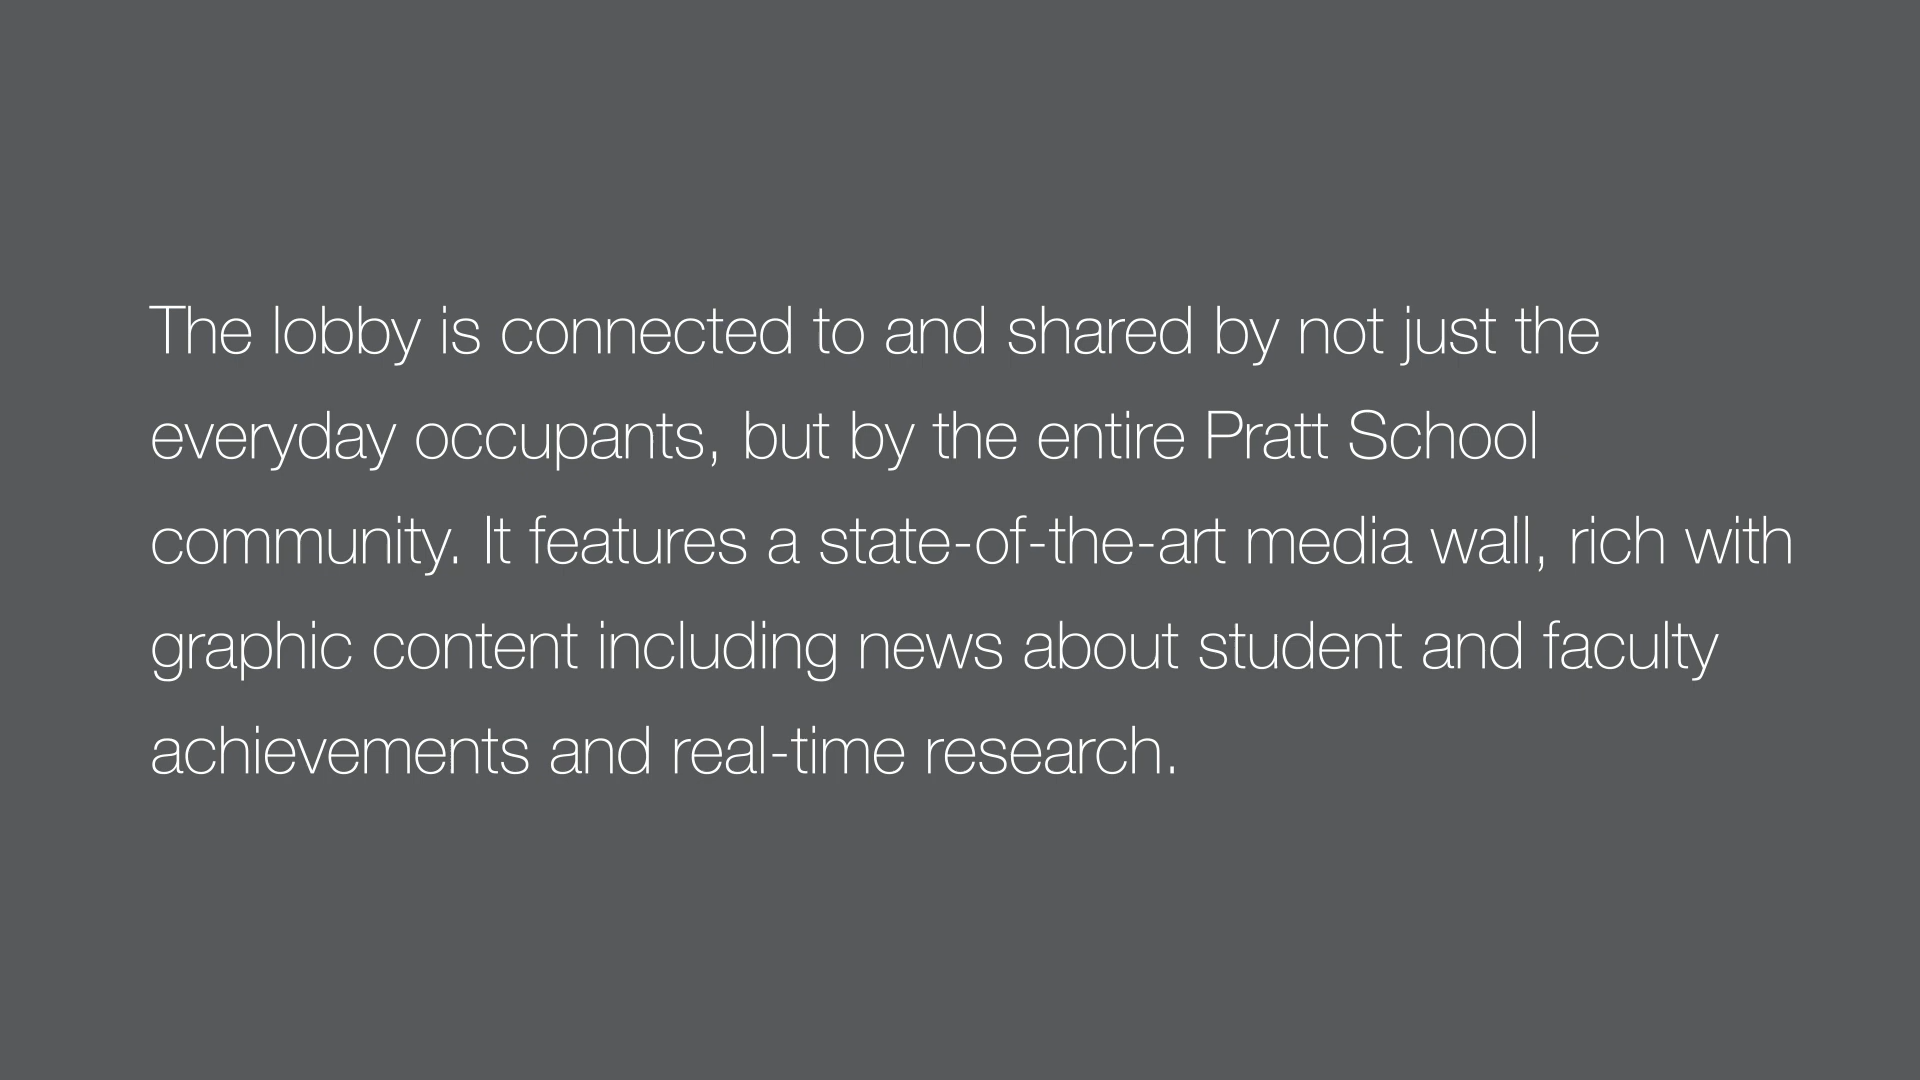 The lobby is connected to and shared by not just the
everyday occupants, but by the entire Pratt School
community. It features a state-of-the-art media wall, rich with
graphic content including news about student and faculty
achievements and real-time research.